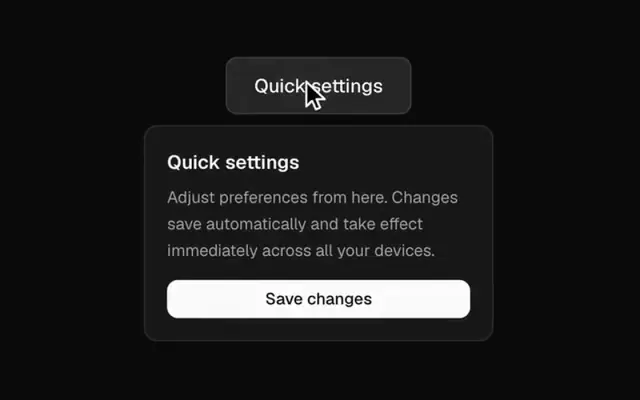 Quick settings
Quick settings
Adjust preferences from here. Changes
save automatically and take effect
immediately across all your devices.
Save changes